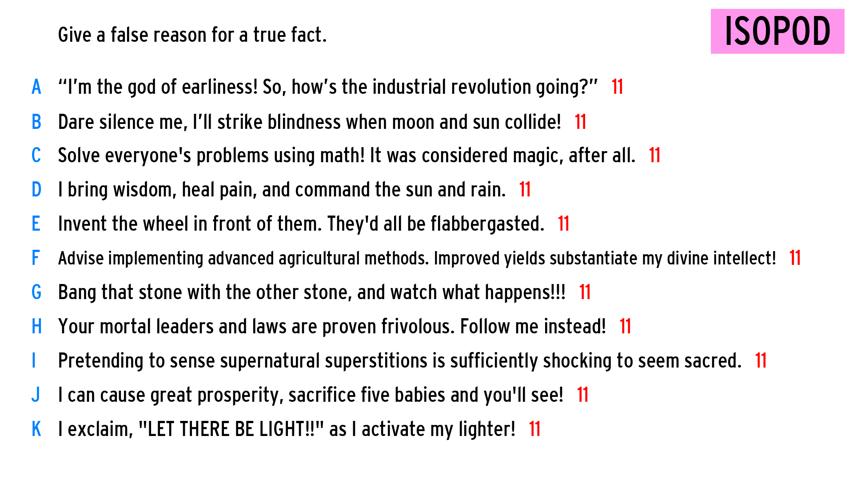 Give a false reason for a true fact.
ISOPOD
A “I’m the god of earliness! So, how’s the industrial revolution going?” 11
B Dare silence me, I’ll strike blindness when moon and sun collide! 11
C Solve everyone's problems using math! It was considered magic, after all. 11
D I bring wisdom, heal pain, and command the sun and rain. 11
E Invent the wheel in front of them. They'd all be flabbergasted. 11
F Advise implementing advanced agricultural methods. Improved yields substantiate my divine intellect! 11
G Bang that stone with the other stone, and watch what happens!!! 11
H Your mortal leaders and laws are proven frivolous. Follow me instead! 11
I Pretending to sense supernatural superstitions is sufficiently shocking to seem sacred. 11
J I can cause great prosperity, sacrifice five babies and you'll see! 11
K I exclaim, "LET THERE BE LIGHT!!" as I activate my lighter! 11